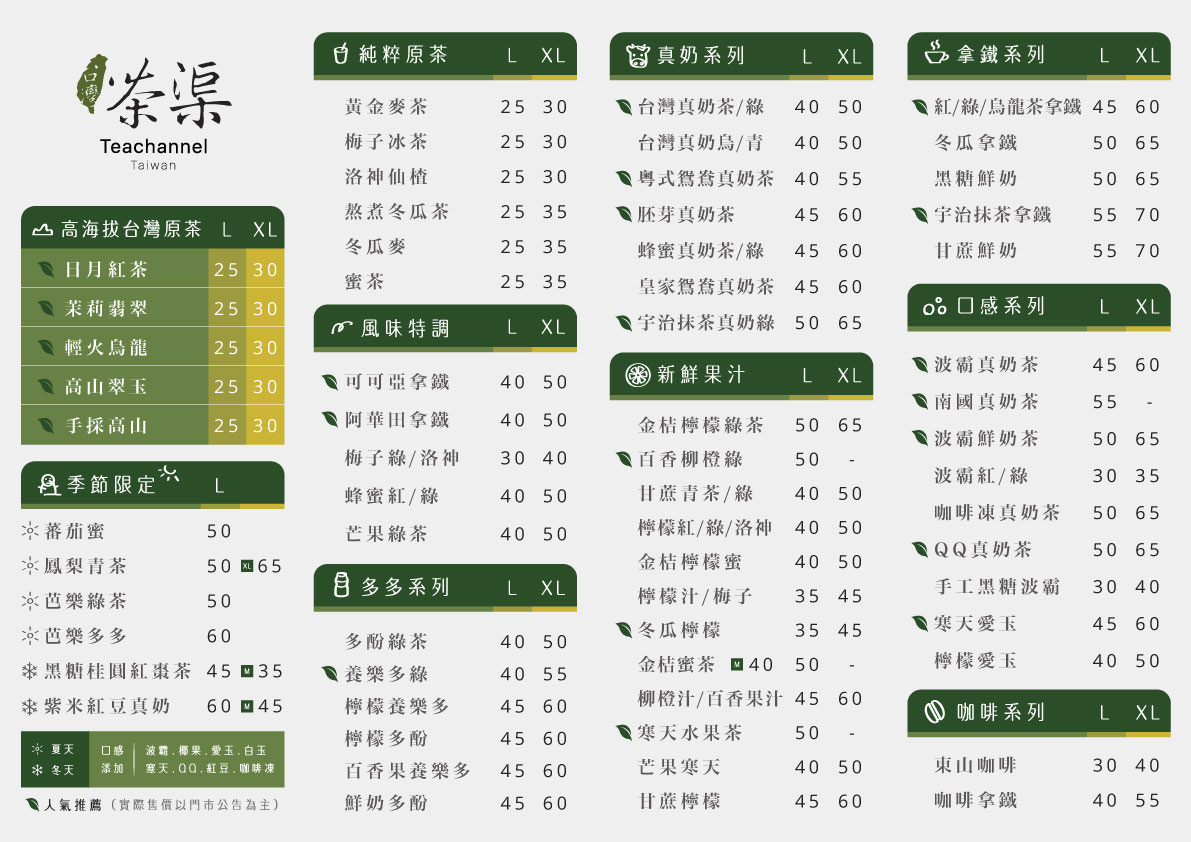 台灣
茶渠
Teachannel
Taiwan
高海拔台灣原茶 L XL
日月紅茶 25 30
茉莉翡翠 25 30
輕火烏龍 25 30
高山翠玉 25 30
手採高山 25 30
季節限定 L
蕃茄蜜 50
鳳梨青茶 50 XL 65
芭樂綠茶 50
芭樂多多 60
黑糖桂圓紅棗茶 45 M 35
紫米紅豆真奶 60 M 45
夏天
冬天
口感
添加
波霸.椰果.愛玉.白玉
寒天.QQ.紅豆.咖啡凍
人氣推薦（實際售價以門市公告為主）
純粹原茶 L XL
黃金麥茶 25 30
梅子冰茶 25 30
洛神仙楂 25 30
熬煮冬瓜茶 25 35
冬瓜麥 25 35
蜜茶 25 35
風味特調 L XL
可可亞拿鐵 40 50
阿華田拿鐵 40 50
梅子綠/洛神 30 40
蜂蜜紅/綠 40 50
芒果綠茶 40 50
多多系列 L XL
多酚綠茶 40 50
養樂多綠 40 55
檸檬養樂多 45 60
檸檬多酚 45 60
百香果養樂多 45 60
鮮奶多酚 45 60
真奶系列 L XL
台灣真奶茶/綠 40 50
台灣真奶烏/青 40 50
粵式鴛鴦真奶茶 40 55
胚芽真奶茶 45 60
蜂蜜真奶茶/綠 45 60
皇家鴛鴦真奶茶 45 60
宇治抹茶真奶綠 50 65
新鮮果汁 L XL
金桔檸檬綠茶 50 65
百香柳橙綠 50 -
甘蔗青茶/綠 40 50
檸檬紅/綠/洛神 40 50
金桔檸檬蜜 40 50
檸檬汁/梅子 35 45
冬瓜檸檬 35 45
金桔蜜茶 M 40 50 -
柳橙汁/百香果汁 45 60
寒天水果茶 50 -
芒果寒天 40 50
甘蔗檸檬 45 60
拿鐵系列 L XL
紅/綠/烏龍茶拿鐵 45 60
冬瓜拿鐵 50 65
黑糖鮮奶 50 65
宇治抹茶拿鐵 55 70
甘蔗鮮奶 55 70
口感系列 L XL
波霸真奶茶 45 60
南國真奶茶 55 -
波霸鮮奶茶 50 65
波霸紅/綠 30 35
咖啡凍真奶茶 50 65
QQ真奶茶 50 65
手工黑糖波霸 30 40
寒天愛玉 45 60
檸檬愛玉 40 50
咖啡系列 L XL
東山咖啡 30 40
咖啡拿鐵 40 55